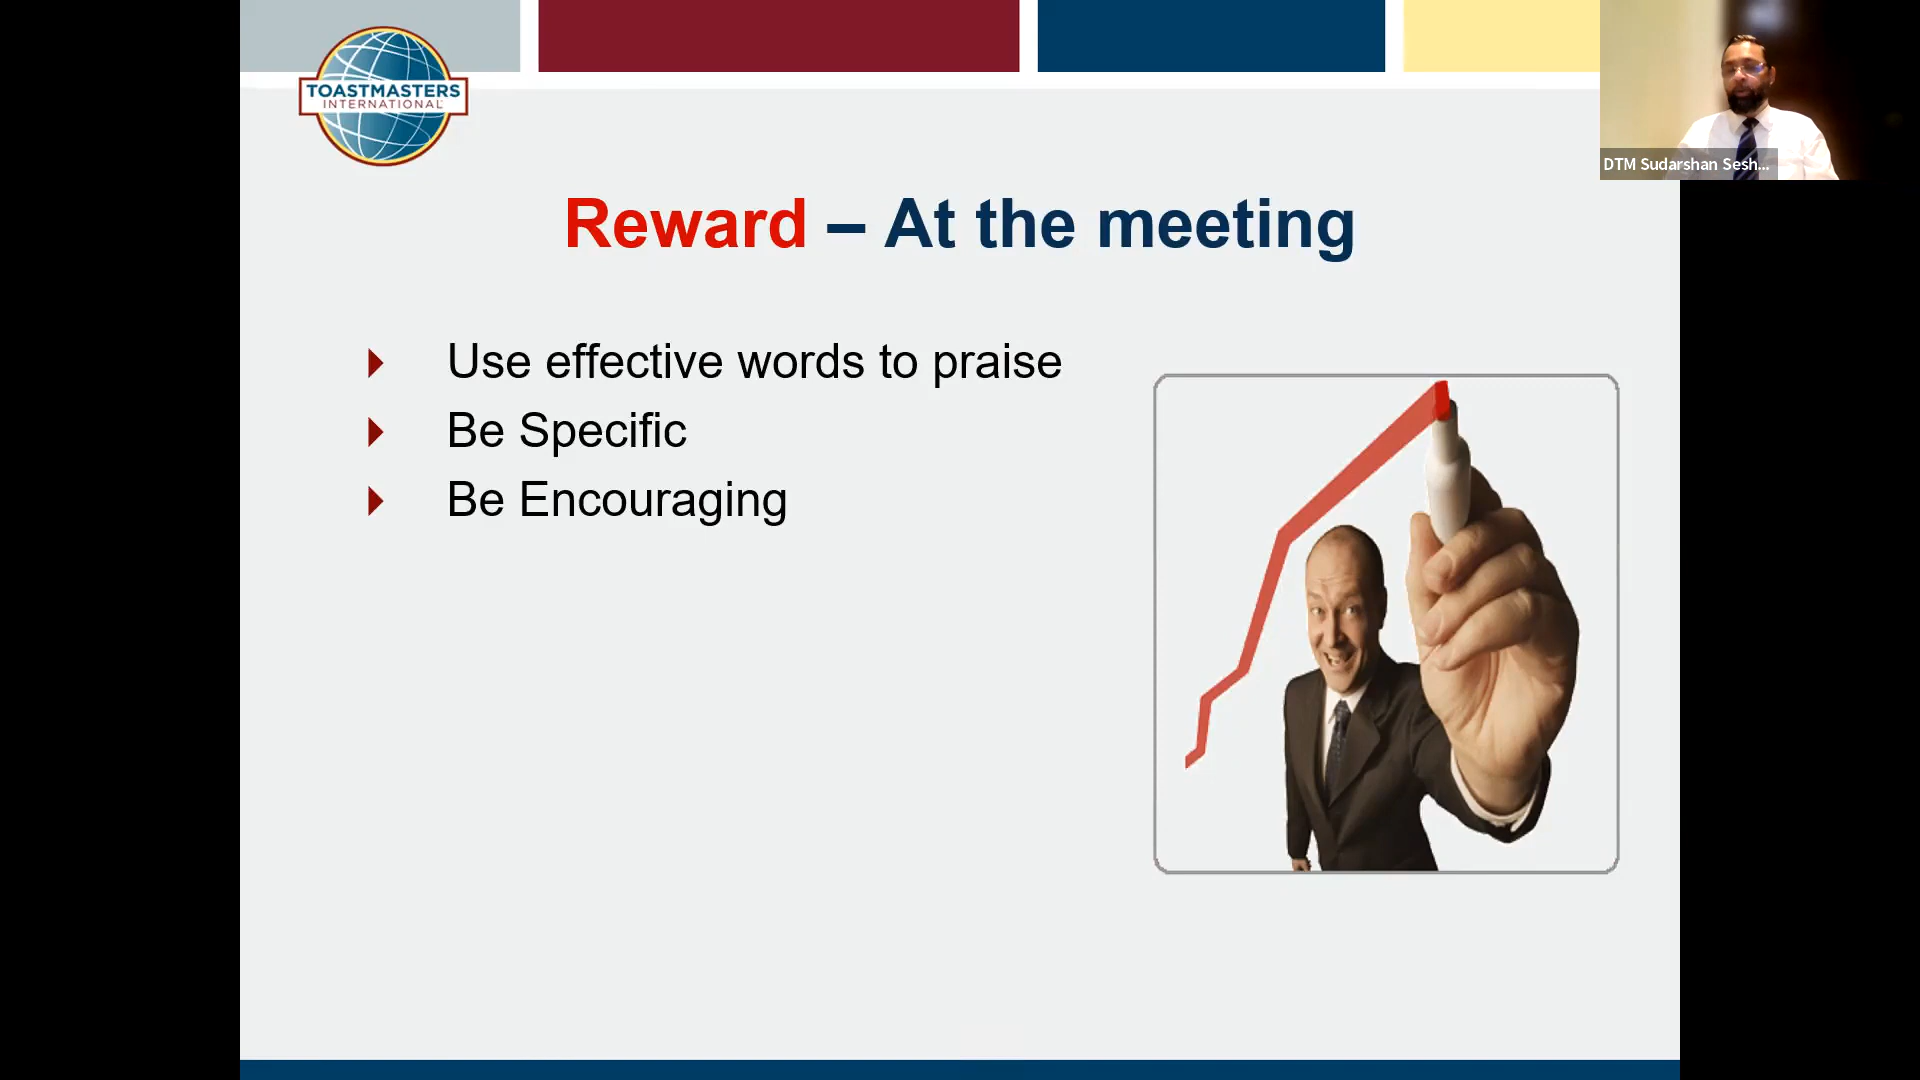 TOASTMASTERS
INTERNATIONAL
DTM Sudarshan Sesh...
Reward – At the meeting
Use effective words to praise
Be Specific
Be Encouraging